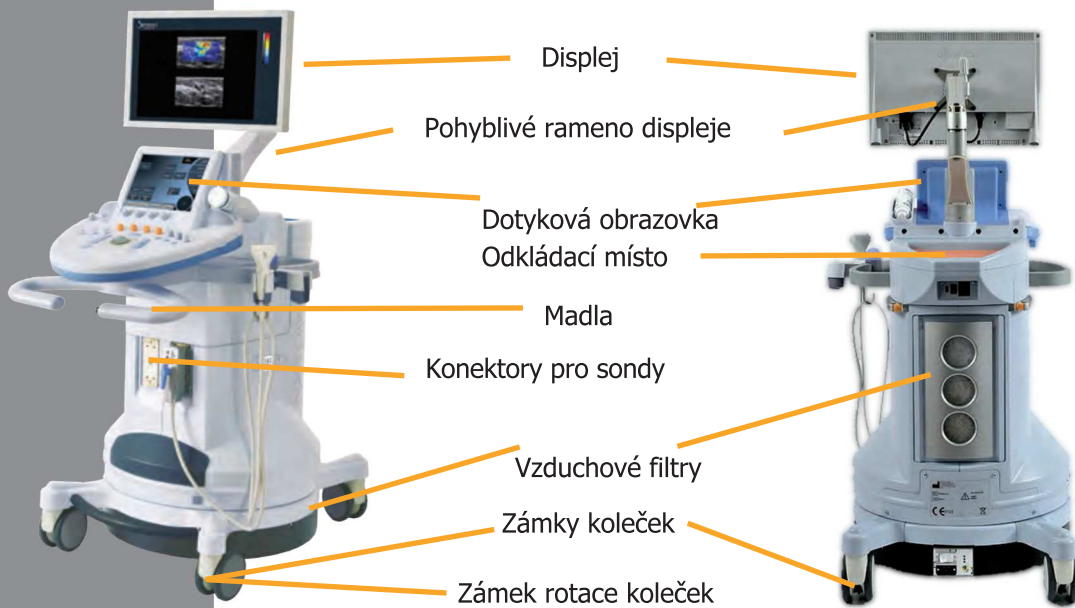 Displej
Pohyblivé rameno displeje
Dotyková obrazovka
Odkládací místo
Madla
Konektory pro sondy
Vzduchové filtry
Zámky koleček
Zámek rotace koleček